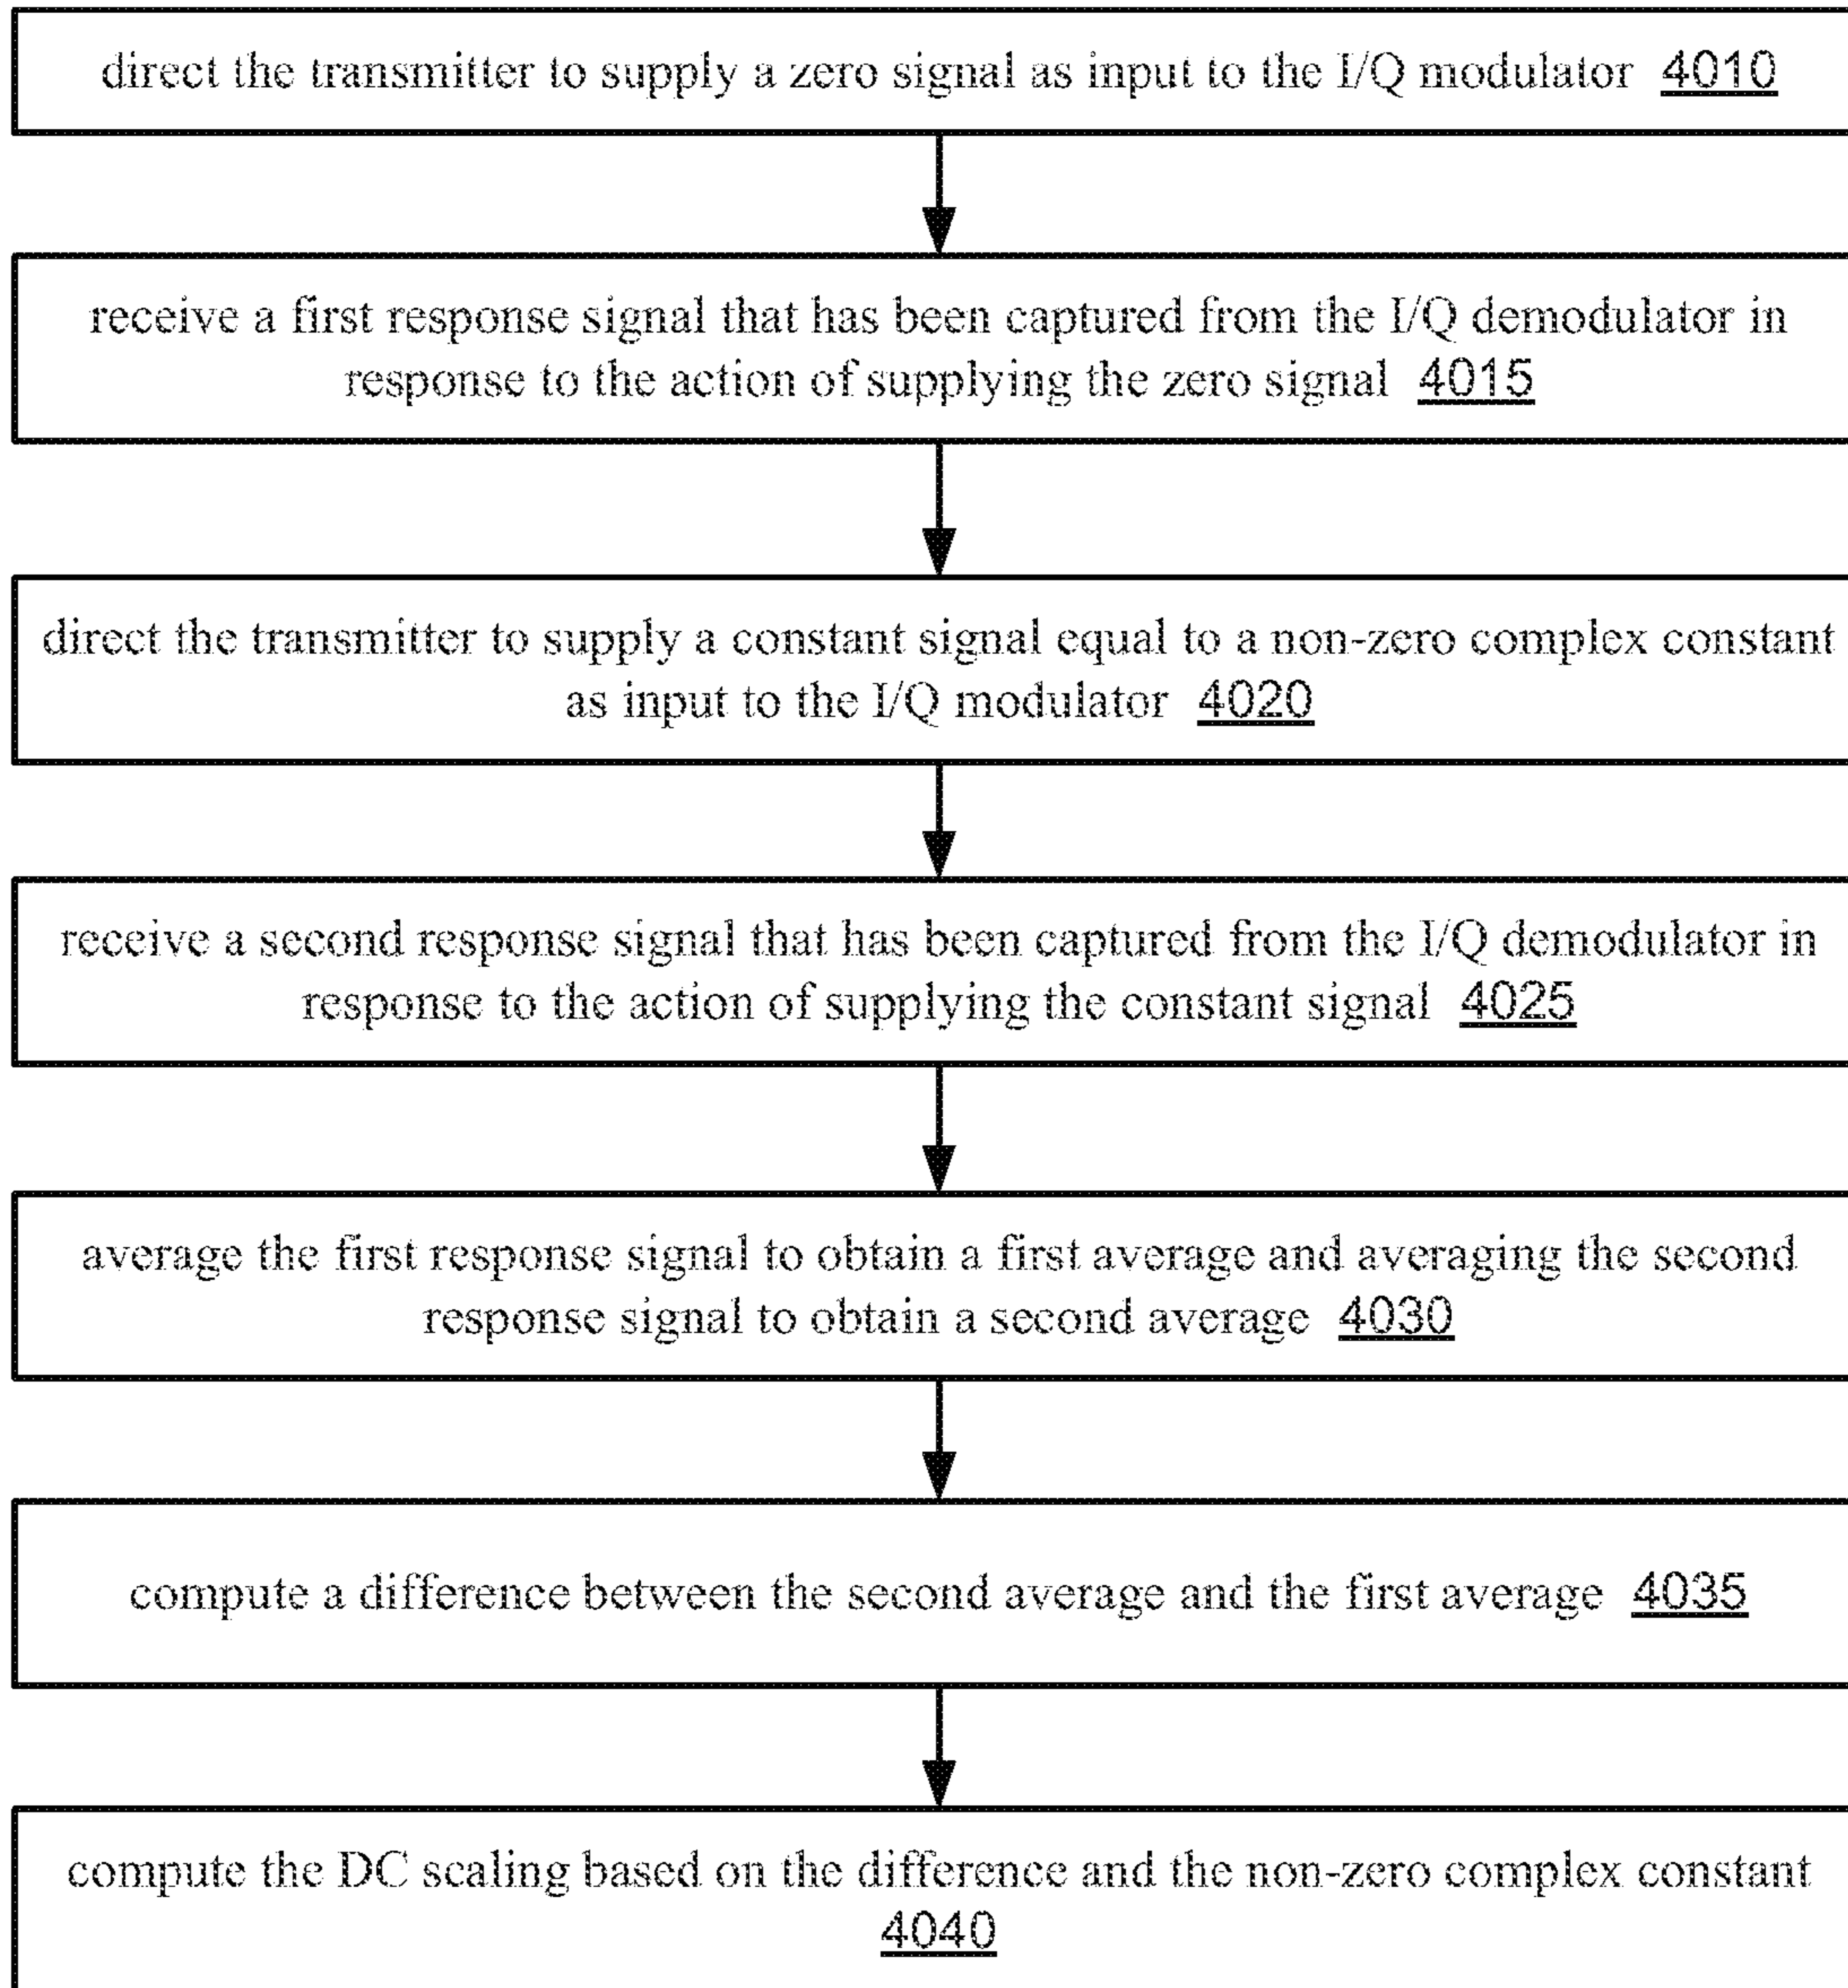 direct the transmitter to supply a zero signal as input to the I/Q modulator 4010
receive a first response signal that has been captured from the I/Q demodulator in
response to the action of supplying the zero signal 4015
direct the transmitter to supply a constant signal equal to a non-zero complex constant
as input to the I/Q modulator 4020
receive a second response signal that has been captured from the I/Q demodulator in
response to the action of supplying the constant signal 4025
average the first response signal to obtain a first average and averaging the second
response signal to obtain a second average 4030
compute a difference between the second average and the first average 4035
compute the DC scaling based on the difference and the non-zero complex constant
4040